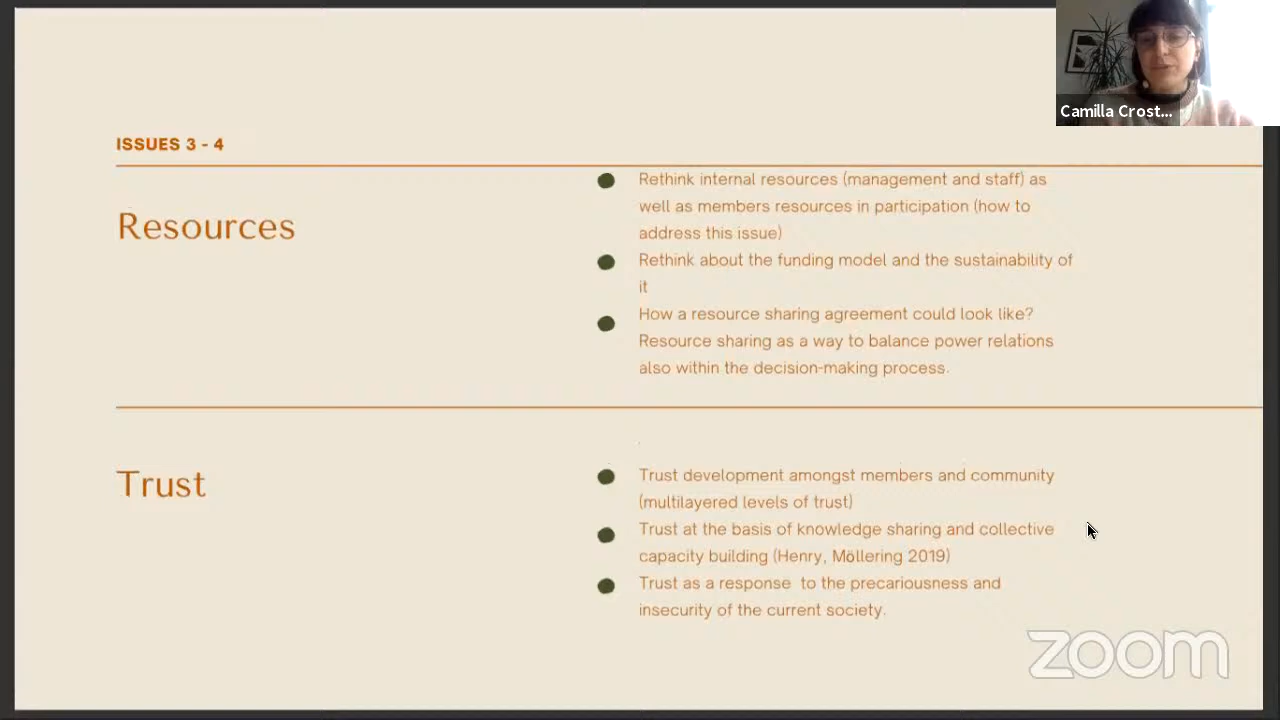 Camilla Crost...
ISSUES 3 - 4
Resources
Rethink internal resources (management and staff) as
well as members resources in participation (how to
address this issue)
Rethink about the funding model and the sustainability of
it
How a resource sharing agreement could look like?
Resource sharing as a way to balance power relations
also within the decision-making process.
Trust
Trust development amongst members and community
(multilayered levels of trust)
Trust at the basis of knowledge sharing and collective
capacity building (Henry, Möllering 2019)
Trust as a response  to the precariousness and
insecurity of the current society.
zoom